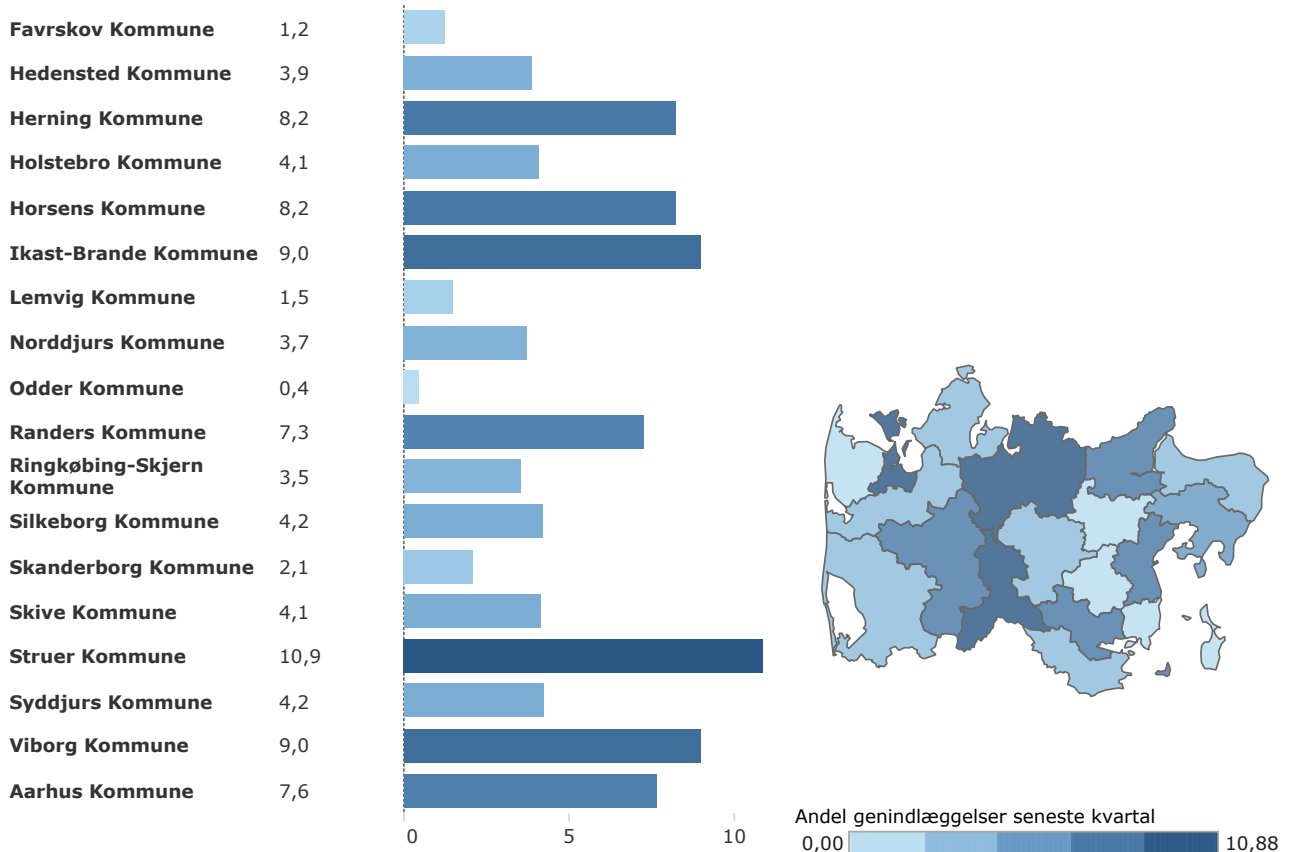 Favrskov Kommune 1,2
Hedensted Kommune 3,9
Herning Kommune 8,2
Holstebro Kommune 4,1
Horsens Kommune 8,2
Ikast-Brande Kommune 9,0
Lemvig Kommune 1,5
Norddjurs Kommune 3,7
Odder Kommune 0,4
Randers Kommune 7,3
Ringkøbing-Skjern
Kommune 3,5
Silkeborg Kommune 4,2
Skanderborg Kommune 2,1
Skive Kommune 4,1
Struer Kommune 10,9
Syddjurs Kommune 4,2
Viborg Kommune 9,0
Aarhus Kommune 7,6
0 5 10
Andel genindlæggelser seneste kvartal
0,00 10,88